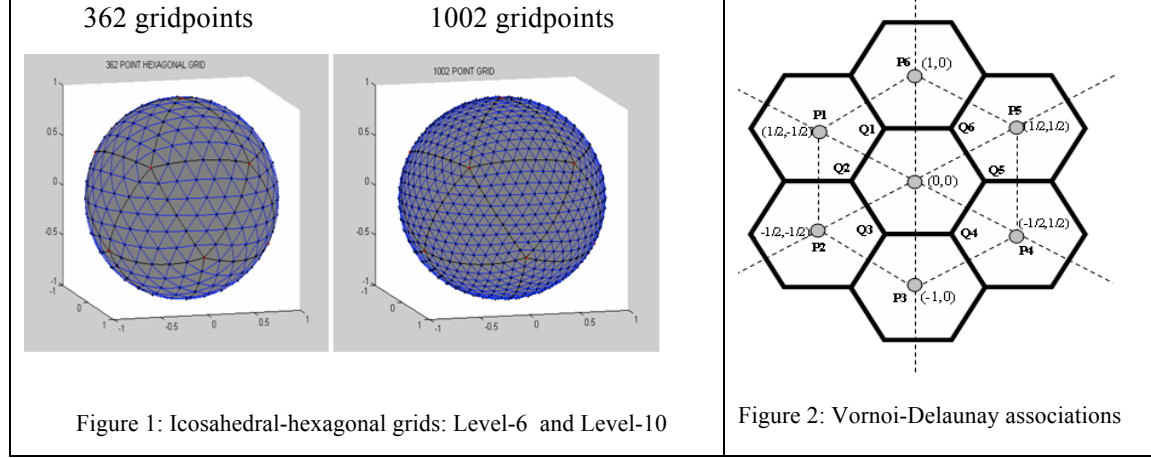 362 gridpoints
1002 gridpoints
362 POINT HEXAGONAL GRID
1
0.5
0
-0.5
-1
-1
0
1
-1
-0.5
0
0.5
1
1002 POINT GRID
1
0.5
0
-0.5
-1
-1
0
1
-1
-0.5
0
0.5
1
Figure 1: Icosahedral-hexagonal grids: Level-6 and Level-10
P6
(1,0)
P1
(1/2,-1/2)
Q1
Q6
P5
(1/2,1/2)
Q2
(0,0)
Q5
-1/2,-1/2)
P2
Q3
Q4
(-1/2,1/2)
P4
P3
(-1,0)
Figure 2: Vornoi-Delaunay associations